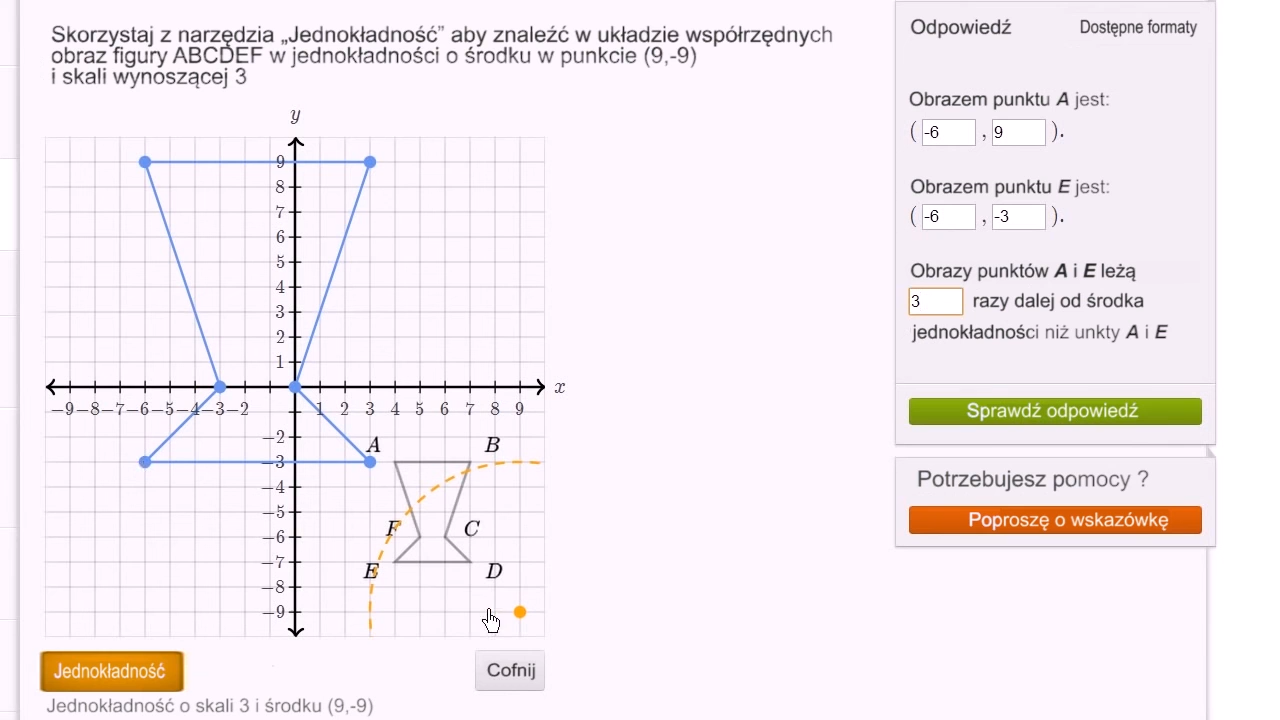 Skorzystaj z narzędzia „Jednokładność” aby znaleźć w układzie współrzędnych
obraz figury ABCDEF w jednokładności o środku w punkcie (9,-9)
i skali wynoszącej 3
y
9
8
7
6
5
4
3
2
1
x
−9 −8 −7 −6 −5 −4 −3 −2 1 2 3 4 5 6 7 8 9
−2
−3
−4
−5
−6
−7
−8
−9
A B
F C
E D
Jednokładność
Cofnij
Jednokładność o skali 3 i środku (9,-9)
Odpowiedź
Dostępne formaty
Obrazem punktu A jest:
( -6 , 9 ).
Obrazem punktu E jest:
( -6 , -3 ).
Obrazy punktów A i E leżą
3 razy dalej od środka
jednokładności niż unkty A i E
Sprawdź odpowiedź
Potrzebujesz pomocy ?
Poproszę o wskazówkę